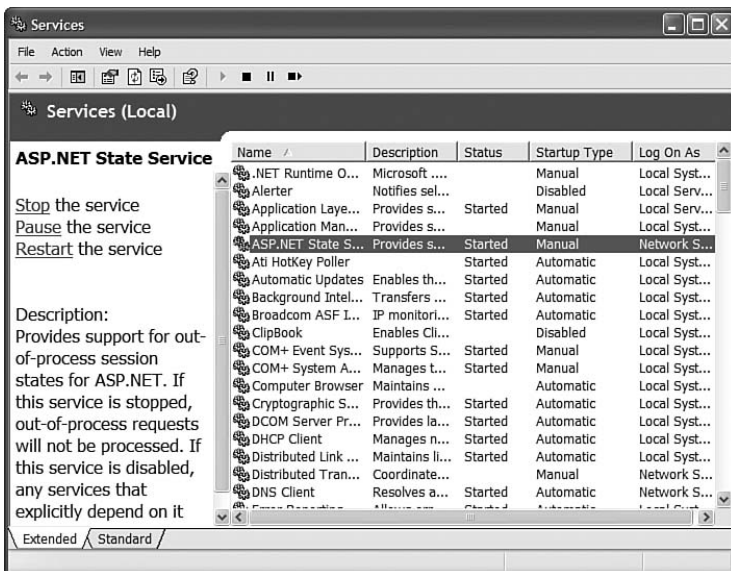 Services
File Action View Help
Services (Local)
ASP.NET State Service
Stop the service
Pause the service
Restart the service
Description:
Provides support for out-
of-process session
states for ASP.NET. If
this service is stopped,
out-of-process requests
will not be processed. If
this service is disabled,
any services that
explicitly depend on it
Name Description Status Startup Type Log On As
.NET Runtime O... Microsoft .... Manual Local Syst...
Alerter Notifies sel... Disabled Local Serv...
Application Laye... Provides s... Started Manual Local Serv...
Application Man... Provides s... Manual Local Syst...
ASP.NET State S... Provides s... Started Manual Network S...
Ati HotKey Poller Started Automatic Local Syst...
Automatic Updates Enables th... Started Automatic Local Syst...
Background Intel... Transfers ... Started Automatic Local Syst...
Broadcom ASF I... IP monitori... Started Automatic Local Syst...
ClipBook Enables Cli... Disabled Local Syst...
COM+ Event Sys... Supports S... Started Manual Local Syst...
COM+ System A... Manages t... Started Manual Local Syst...
Computer Browser Maintains ... Automatic Local Syst...
Cryptographic S... Provides th... Started Automatic Local Syst...
DCOM Server Pr... Provides la... Started Automatic Local Syst...
DHCP Client Manages n... Started Automatic Local Syst...
Distributed Link ... Maintains li... Started Automatic Local Syst...
Distributed Tran... Coordinate... Manual Network S...
DNS Client Resolves a... Started Automatic Network S...
Extended Standard